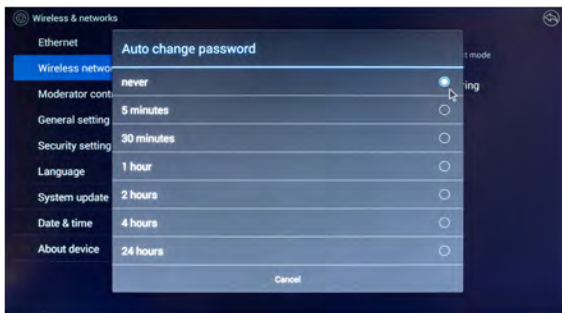 Wireless & networks
Ethernet
Wireless netwo
Moderator cont
General setting
Security setting
Language
System update
Date & time
About device
Auto change password
never
5 minutes
30 minutes
1 hour
2 hours
4 hours
24 hours
Cancel
t mode
ring